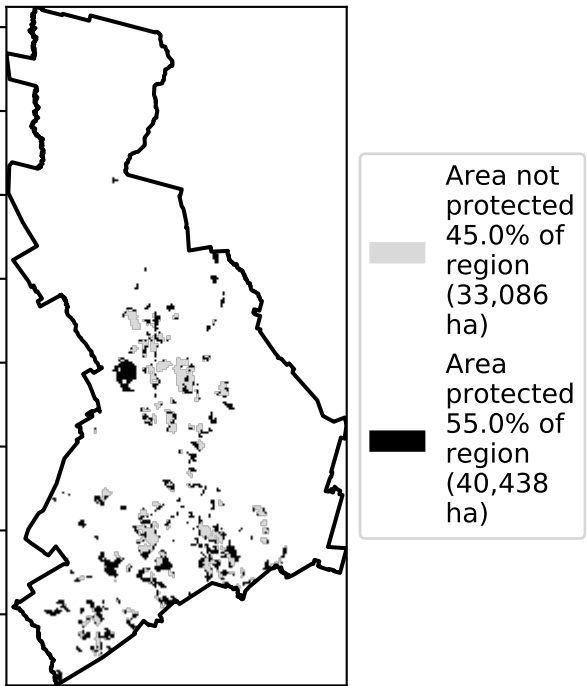 Area not
protected
45.0% of
region
(33,086
ha)
Area
protected
55.0% of
region
(40,438
ha)